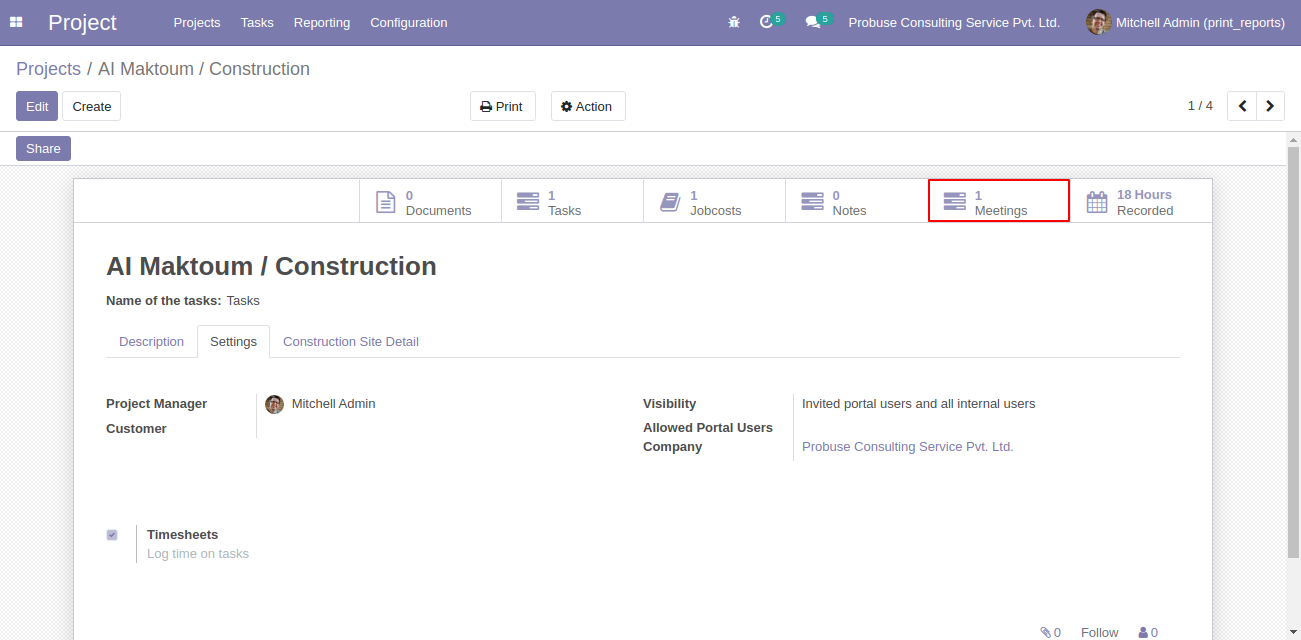 Project Projects Tasks Reporting Configuration 5 5 Probuse Consulting Service Pvt. Ltd. Mitchell Admin (print_reports)
Projects / AI Maktoum / Construction
Edit Create Print Action 1 / 4
Share
0 1 1 0 1 18 Hours
Documents Tasks Jobcosts Notes Meetings Recorded
AI Maktoum / Construction
Name of the tasks: Tasks
Description Settings Construction Site Detail
Project Manager Mitchell Admin Visibility Invited portal users and all internal users
Customer Allowed Portal Users
Company Probuse Consulting Service Pvt. Ltd.
Timesheets
Log time on tasks
0 Follow 0